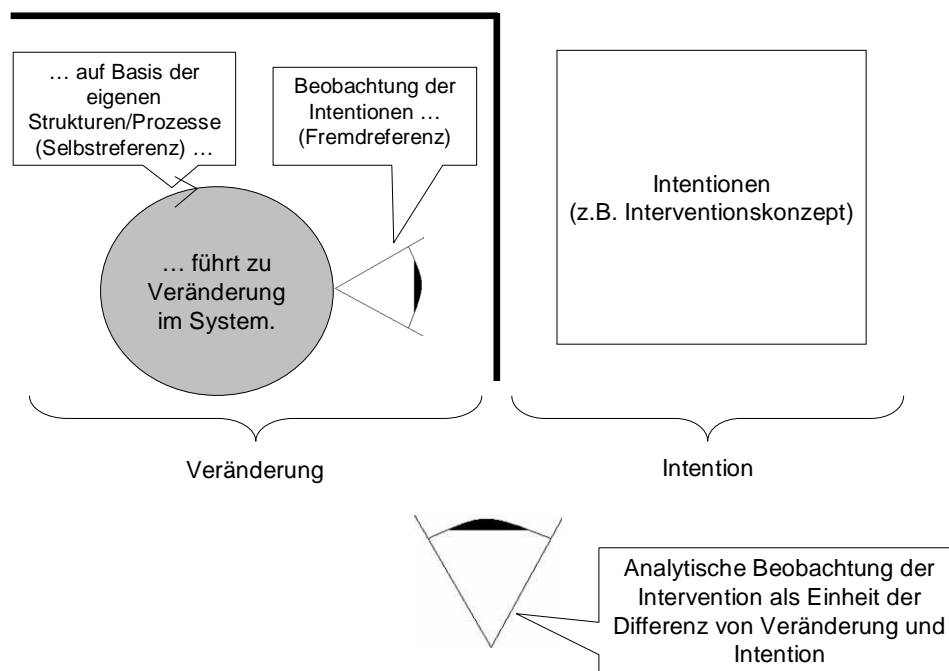 … auf Basis der
eigenen
Strukturen/Prozesse
(Selbstreferenz) …
Beobachtung der
Intentionen …
(Fremdreferenz)
Intentionen
(z.B. Interventionskonzept)
… führt zu
Veränderung
im System.
Veränderung
Intention
Analytische Beobachtung der
Intervention als Einheit der
Differenz von Veränderung und
Intention